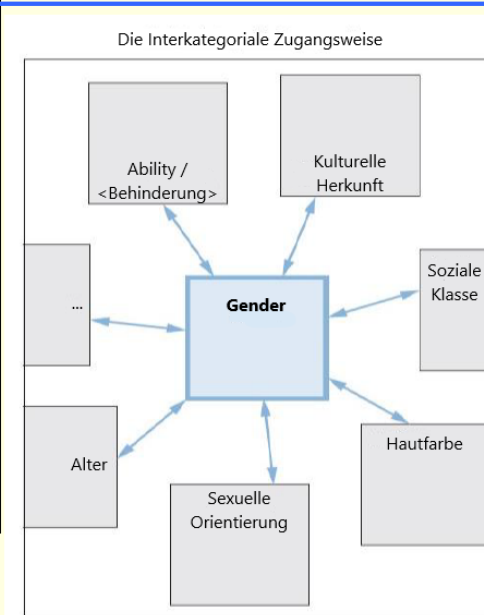 Die Interkategoriale Zugangsweise
Ability /
<Behinderung>
Kulturelle
Herkunft
...
Gender
Soziale
Klasse
Alter
Hautfarbe
Sexuelle
Orientierung